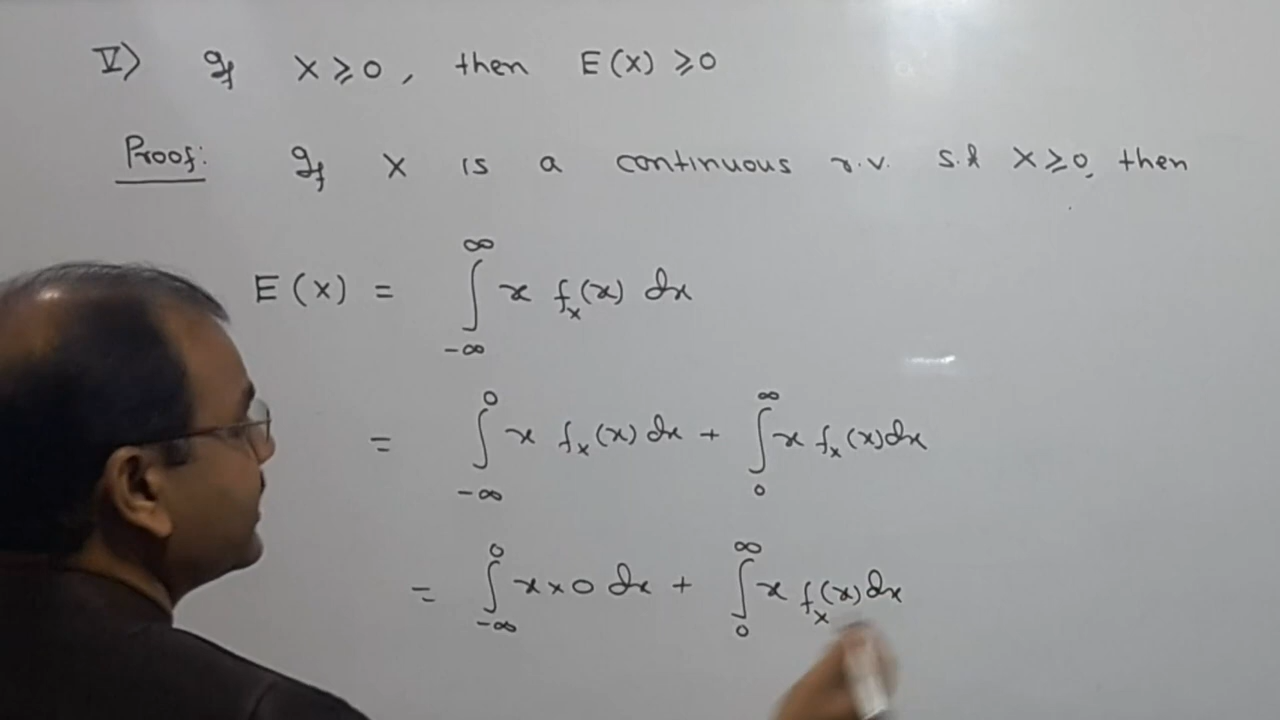 V) If X ⩾ 0, then E(X) ⩾ 0
Proof: If X is a continuous r.v. s.t X ⩾ 0, then
E(X) = ∫_{-∞}^{∞} x f_X(x) dx
= ∫_{-∞}^{0} x f_X(x) dx + ∫_{0}^{∞} x f_X(x) dx
= ∫_{-∞}^{0} x × 0 dx + ∫_{0}^{∞} x f_X(x) dx